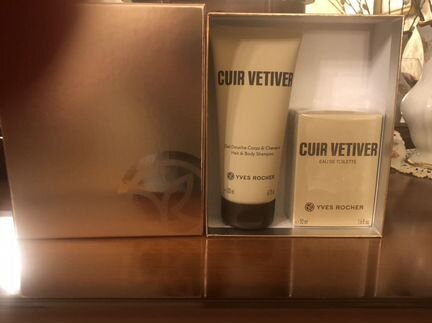 CUIR VETIVER
Gel Douche Corps & Cheveux
Hair & Body Shampoo
YVES ROCHER
CUIR VETIVER
EAU DE TOILETTE
YVES ROCHER